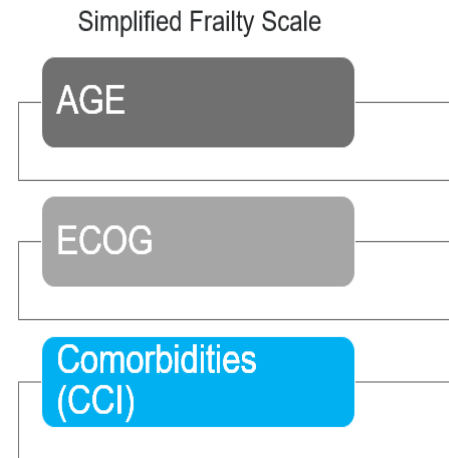 Simplified Frailty Scale
AGE
ECOG
Comorbidities
(CCI)